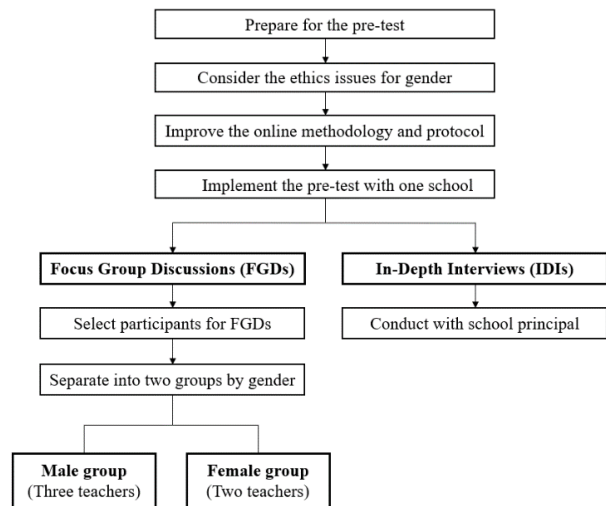 Prepare for the pre-test
Consider the ethics issues for gender
Improve the online methodology and protocol
Implement the pre-test with one school
Focus Group Discussions (FGDs)
In-Depth Interviews (IDIs)
Select participants for FGDs
Conduct with school principal
Separate into two groups by gender
Male group
(Three teachers)
Female group
(Two teachers)